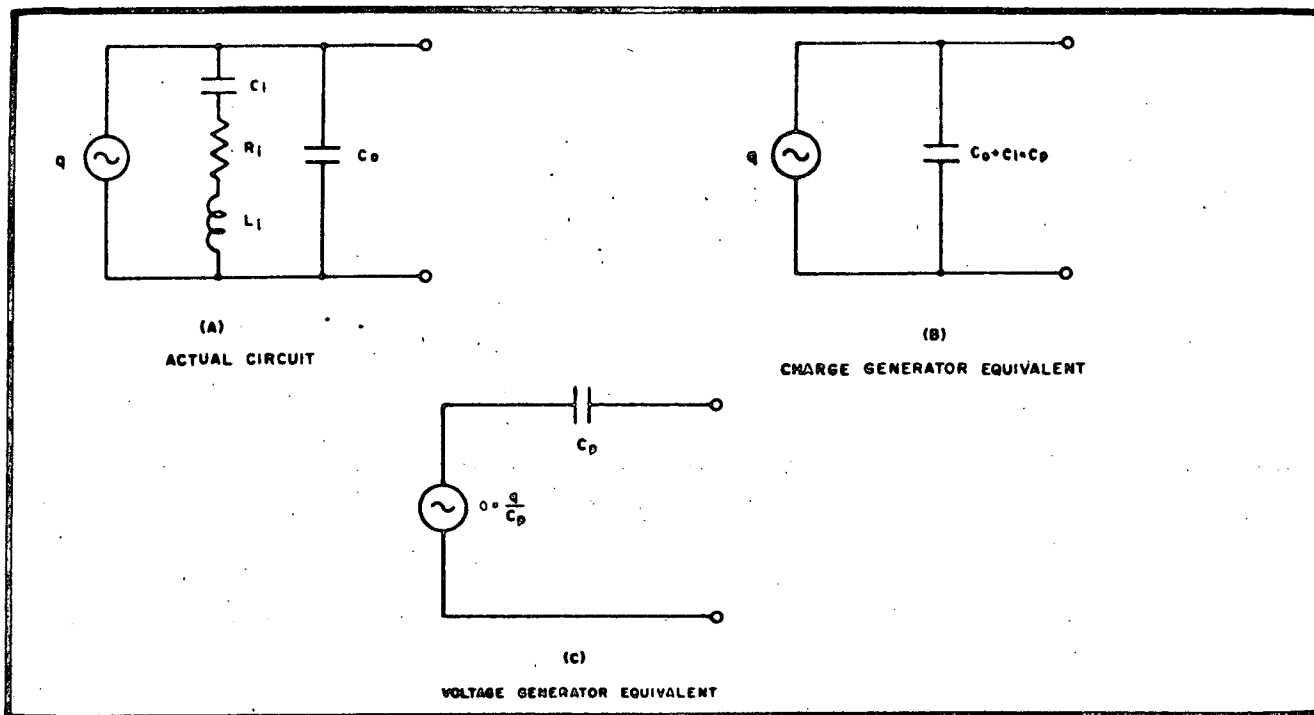 C1
q
R1
Co
L1
(A)
ACTUAL CIRCUIT
q
Co+C1=Cp
(B)
CHARGE GENERATOR EQUIVALENT
Cp
e = q/Cp
(C)
VOLTAGE GENERATOR EQUIVALENT